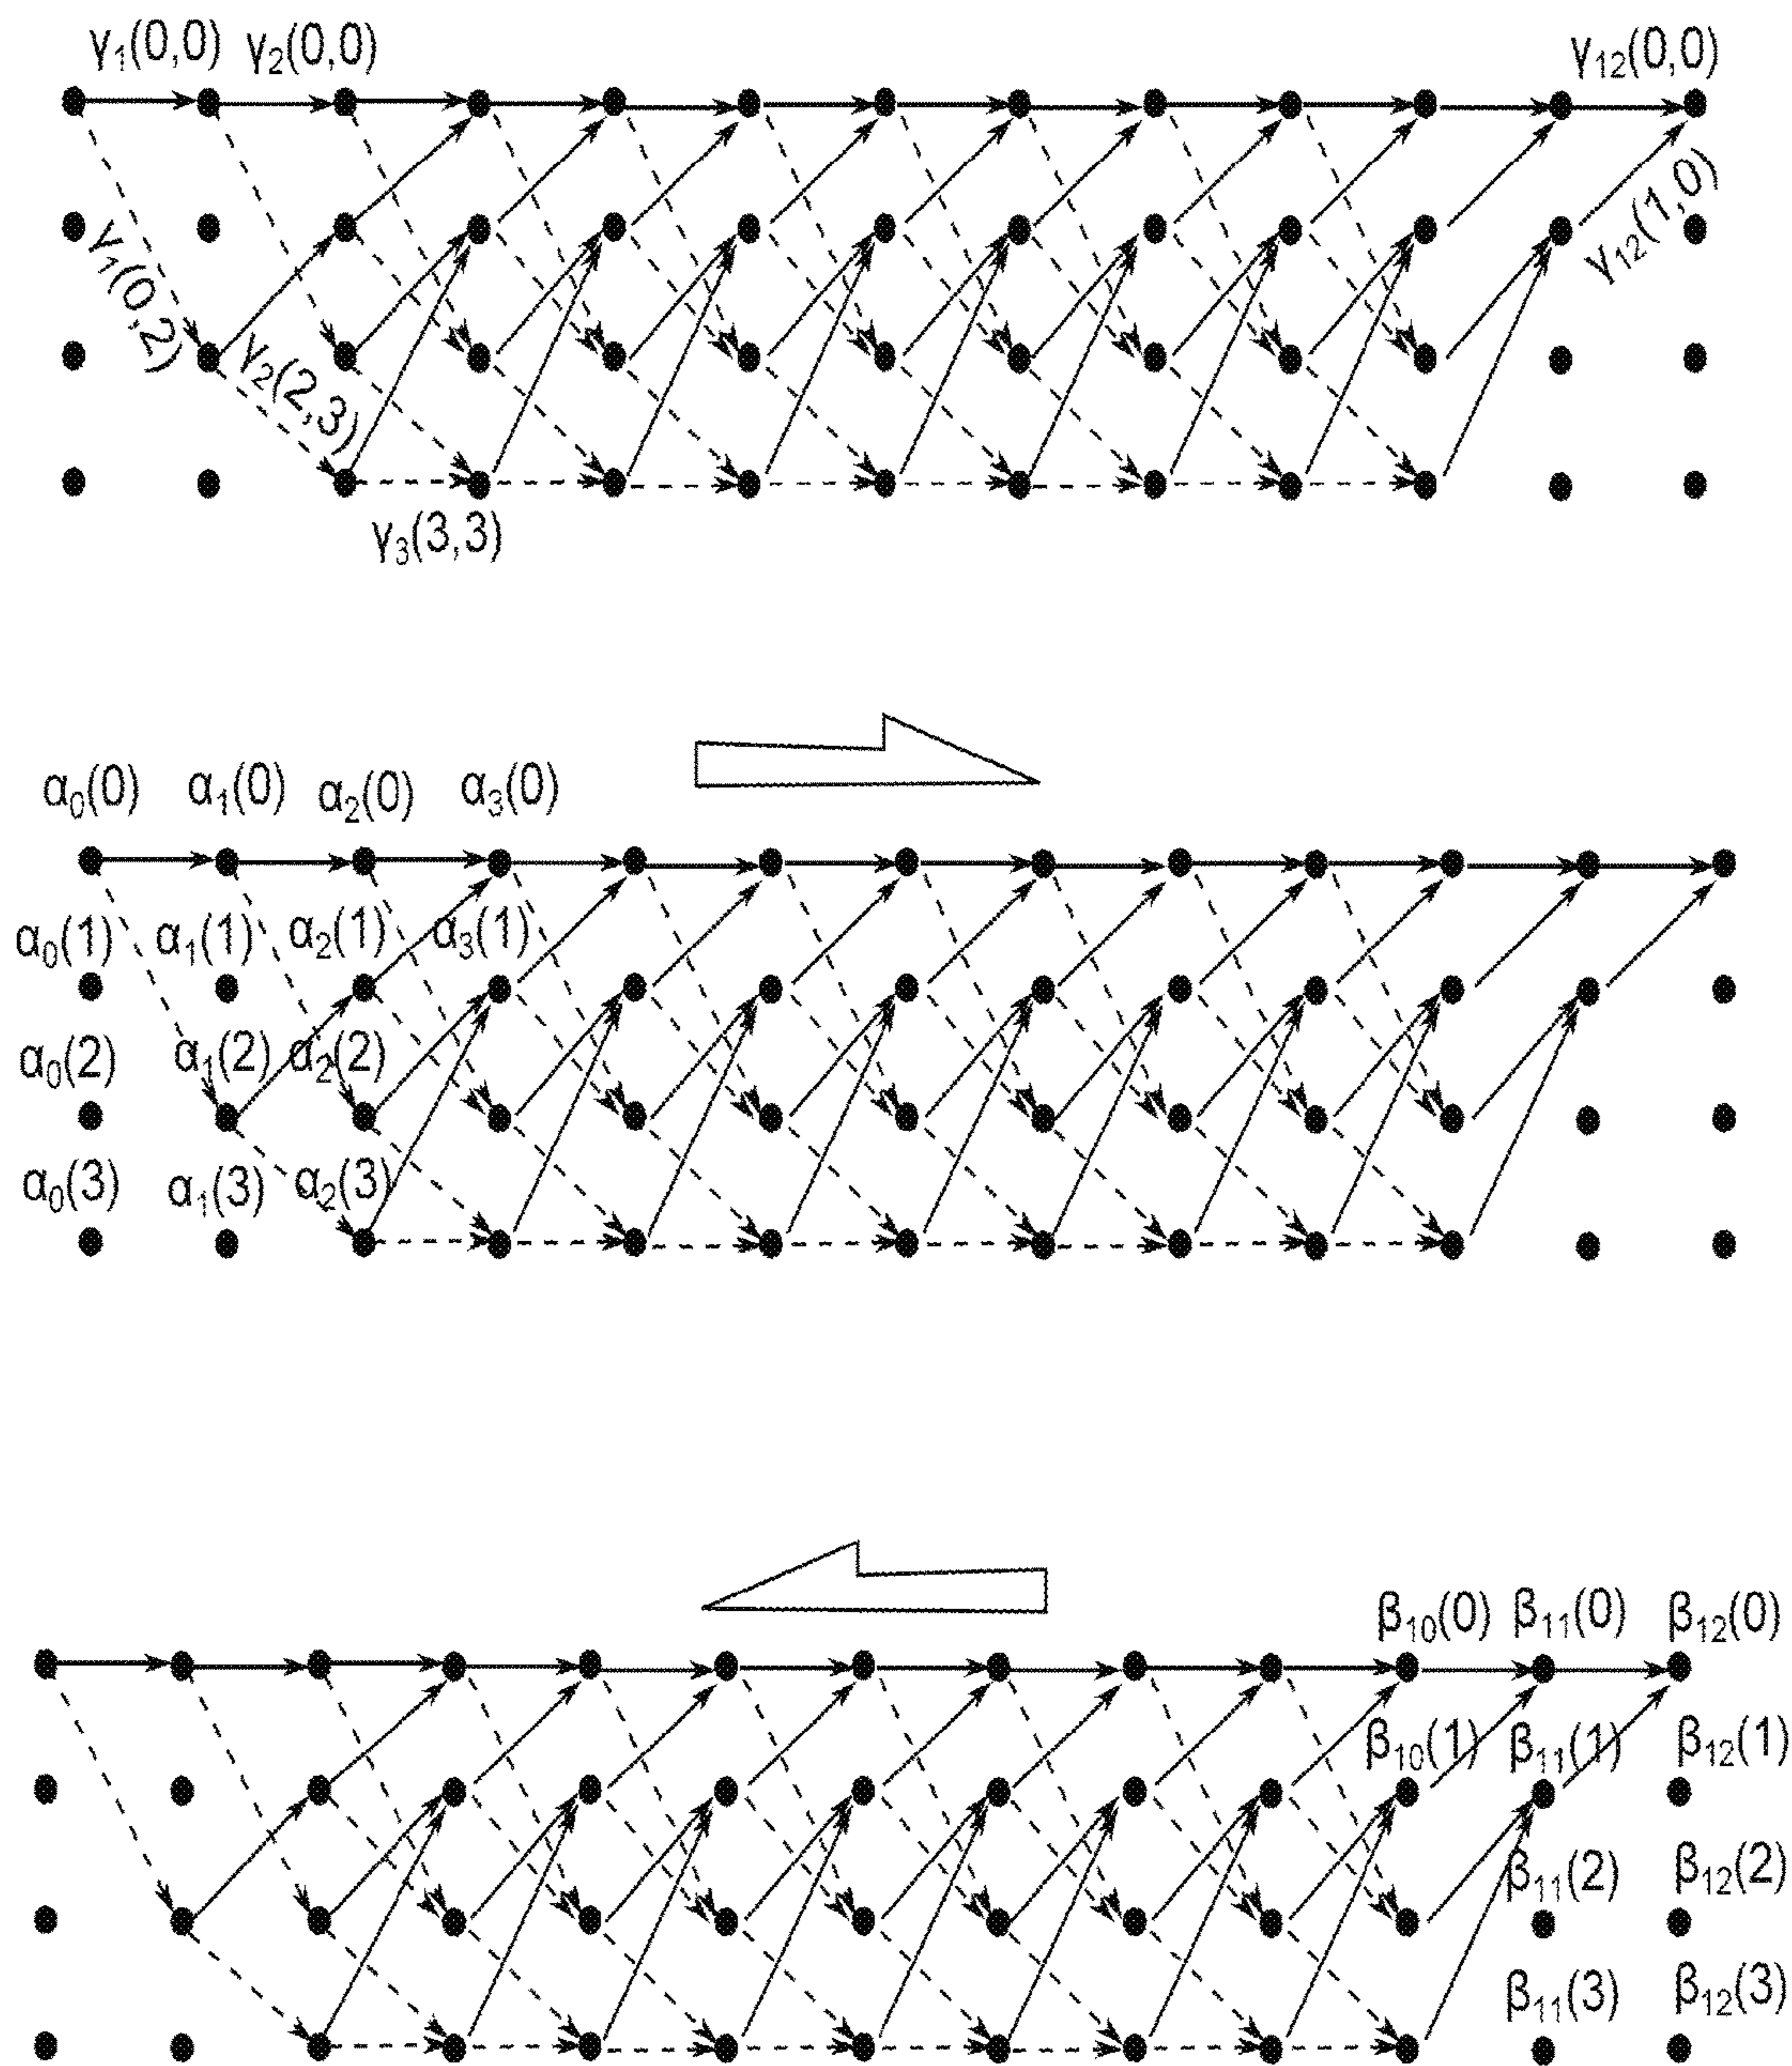 γ₁(0,0) γ₂(0,0) γ₁₂(0,0)
γ₁(0,2) γ₂(2,3) γ₁₂(1,0)
γ₃(3,3)
α₀(0) α₁(0) α₂(0) α₃(0)
α₀(1) α₁(1) α₂(1) α₃(1)
α₀(2) α₁(2) α₂(2)
α₀(3) α₁(3) α₂(3)
β₁₀(0) β₁₁(0) β₁₂(0)
β₁₀(1) β₁₁(1) β₁₂(1)
β₁₁(2) β₁₂(2)
β₁₁(3) β₁₂(3)